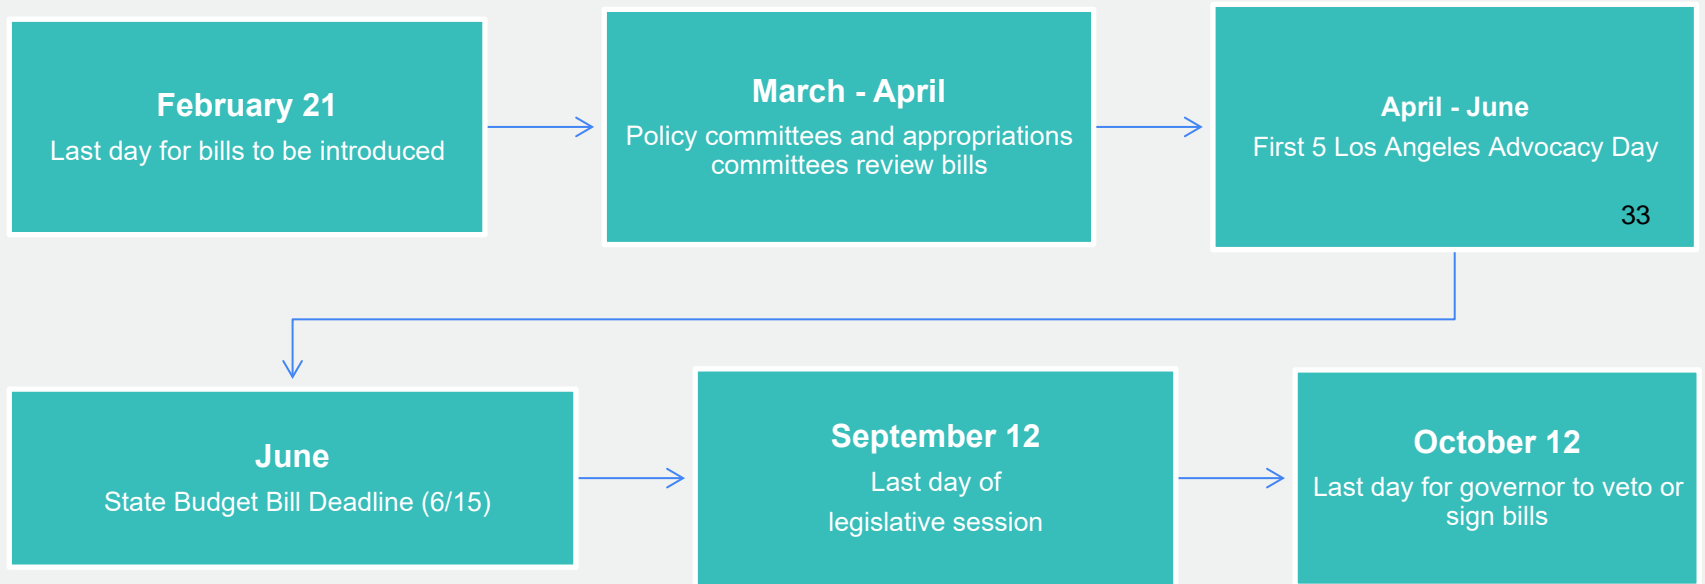 February 21
Last day for bills to be introduced
March - April
Policy committees and appropriations
committees review bills
April - June
First 5 Los Angeles Advocacy Day
33
June
State Budget Bill Deadline (6/15)
September 12
Last day of
legislative session
October 12
Last day for governor to veto or
sign bills